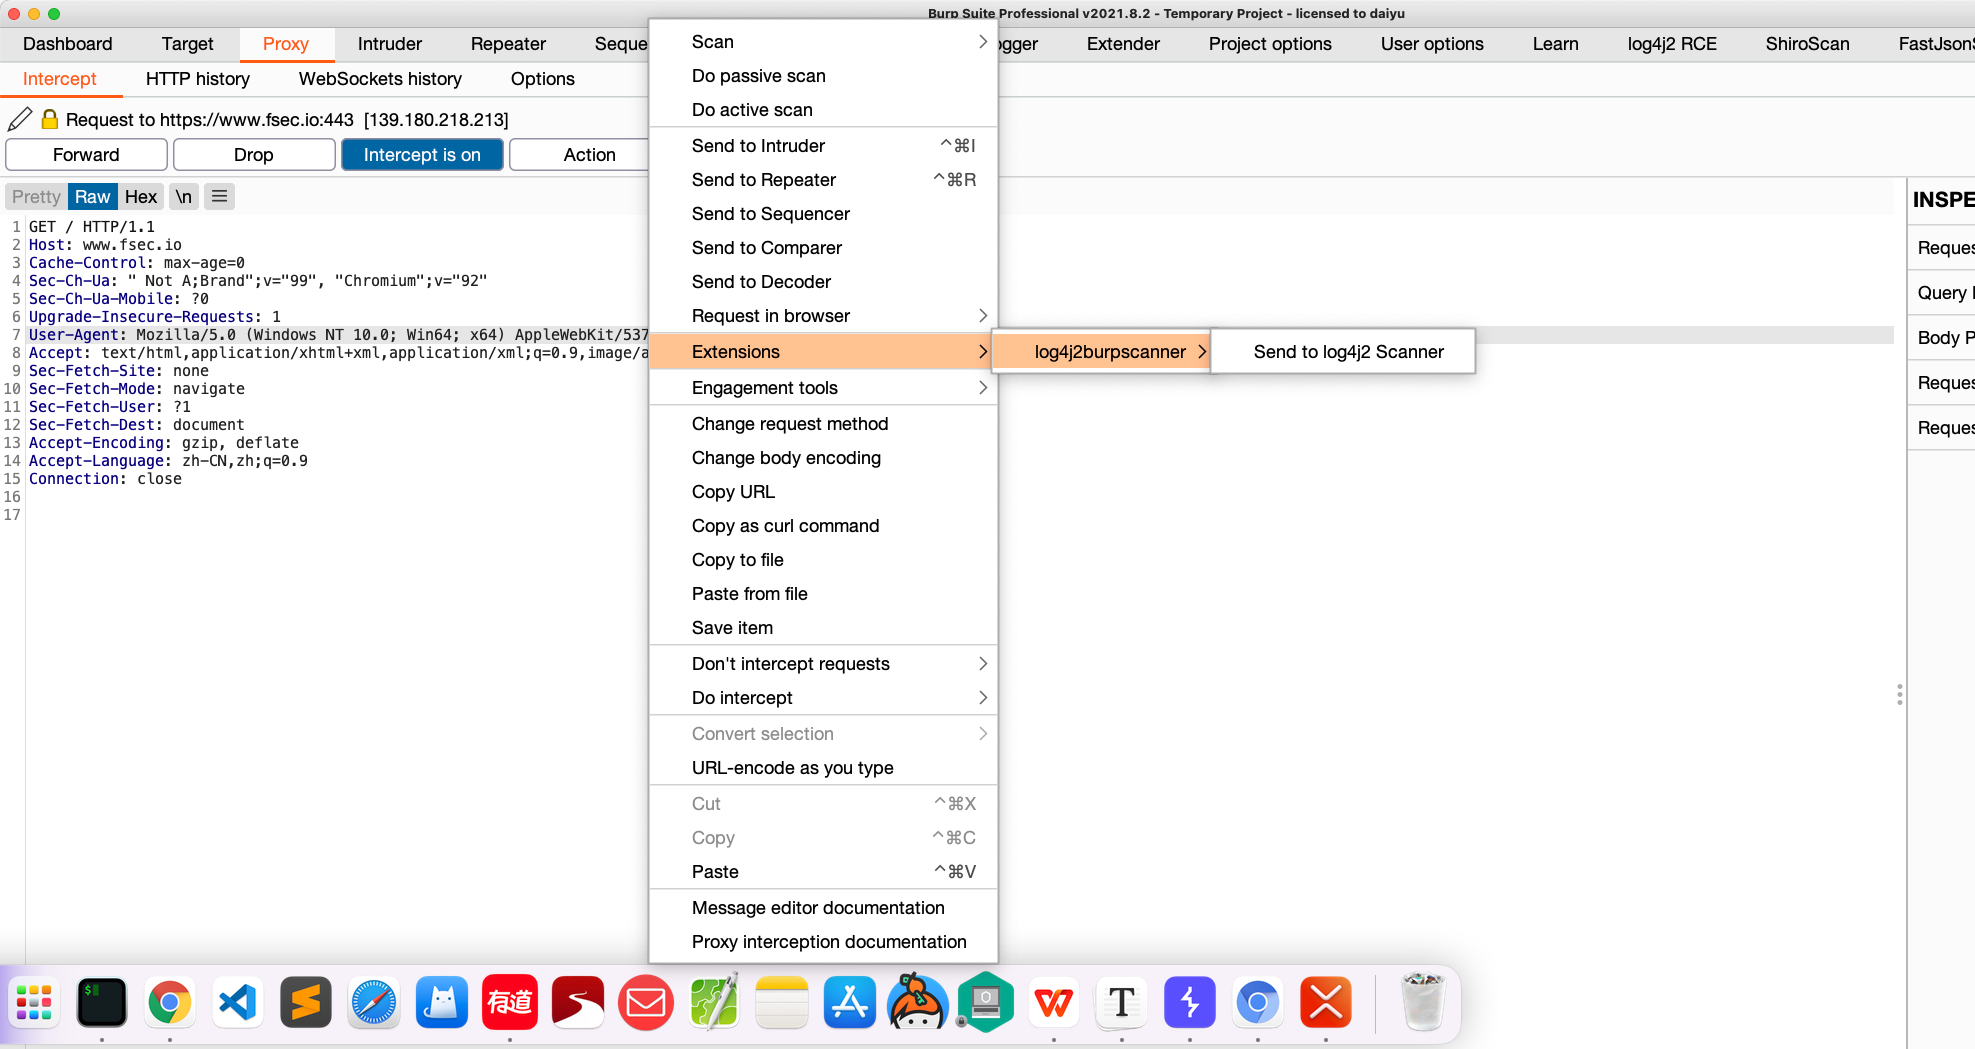 Burp Suite Professional v2021.8.2 - Temporary Project - licensed to daiyu
Dashboard Target Proxy Intruder Repeater Seque ogger Extender Project options User options Learn log4j2 RCE ShiroScan FastJsonS
Intercept HTTP history WebSockets history Options
Request to https://www.fsec.io:443 [139.180.218.213]
Forward Drop Intercept is on Action
Pretty Raw Hex \n
1 GET / HTTP/1.1
2 Host: www.fsec.io
3 Cache-Control: max-age=0
4 Sec-Ch-Ua: " Not A;Brand";v="99", "Chromium";v="92"
5 Sec-Ch-Ua-Mobile: ?0
6 Upgrade-Insecure-Requests: 1
7 User-Agent: Mozilla/5.0 (Windows NT 10.0; Win64; x64) AppleWebKit/537
8 Accept: text/html,application/xhtml+xml,application/xml;q=0.9,image/a
9 Sec-Fetch-Site: none
10 Sec-Fetch-Mode: navigate
11 Sec-Fetch-User: ?1
12 Sec-Fetch-Dest: document
13 Accept-Encoding: gzip, deflate
14 Accept-Language: zh-CN,zh;q=0.9
15 Connection: close
16
17
Scan
Do passive scan
Do active scan
Send to Intruder ^⌘I
Send to Repeater ^⌘R
Send to Sequencer
Send to Comparer
Send to Decoder
Request in browser
Extensions
log4j2burpscanner
Send to log4j2 Scanner
Engagement tools
Change request method
Change body encoding
Copy URL
Copy as curl command
Copy to file
Paste from file
Save item
Don't intercept requests
Do intercept
Convert selection
URL-encode as you type
Cut ^⌘X
Copy ^⌘C
Paste ^⌘V
Message editor documentation
Proxy interception documentation
INSPE
Reques
Query
Body P
Reques
Reques
$
有道
T